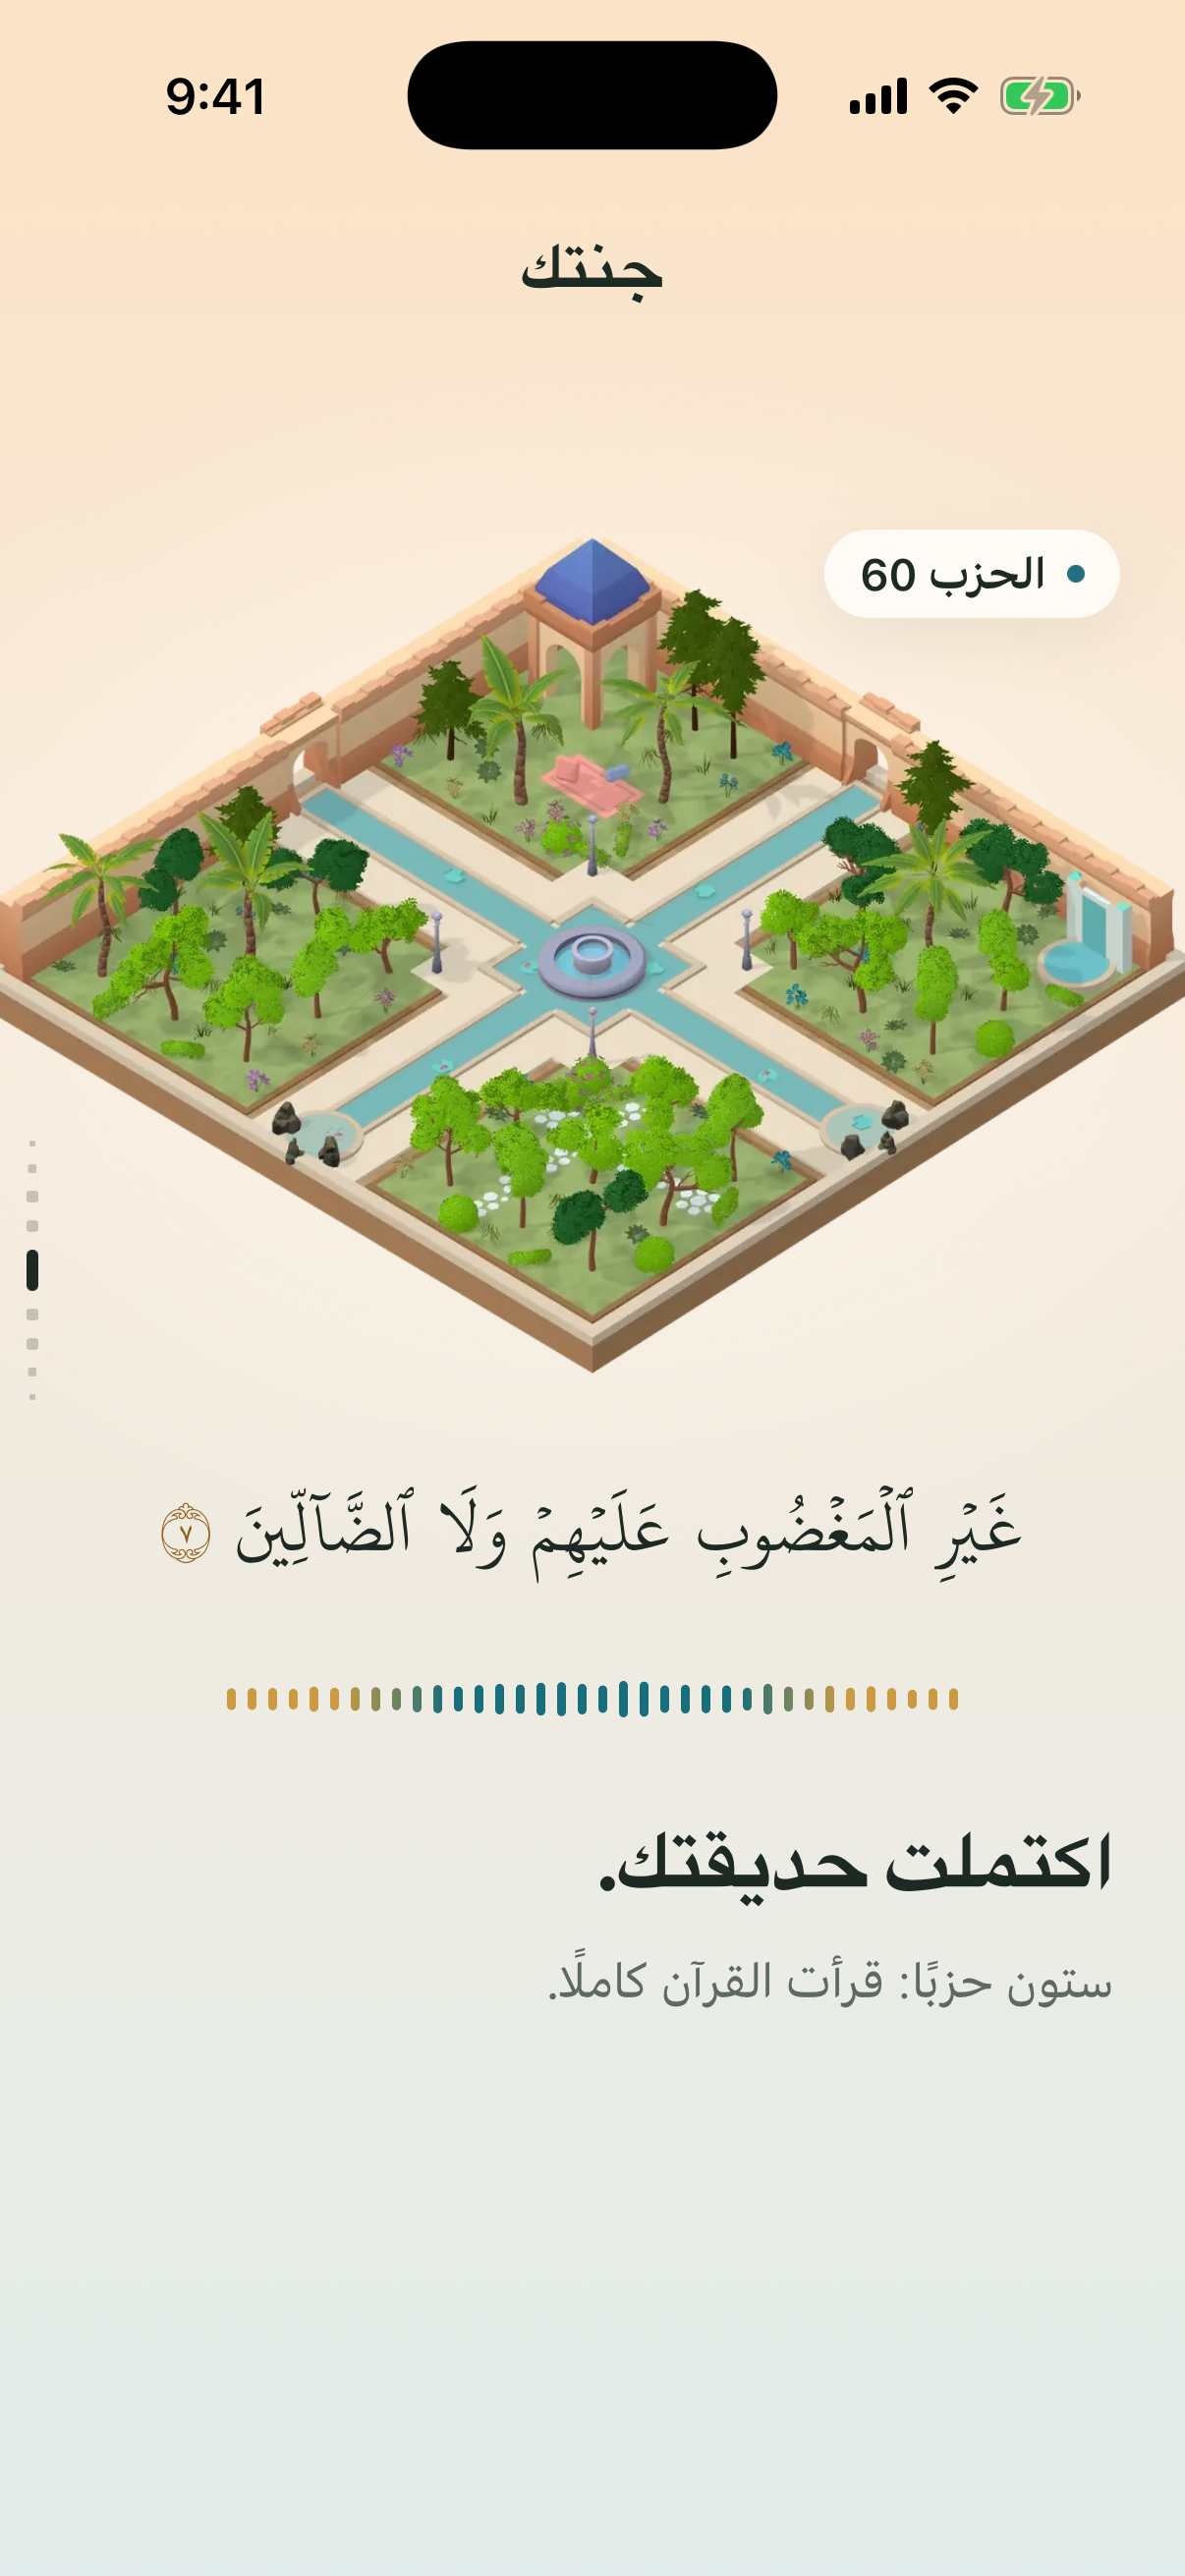 9:41
جنتك
الحزب 60
غَيْرِ ٱلْمَغْضُوبِ عَلَيْهِمْ وَلَا ٱلضَّآلِّينَ ٧
اكتملت حديقتك.
ستون حزبًا: قرأت القرآن كاملًا.